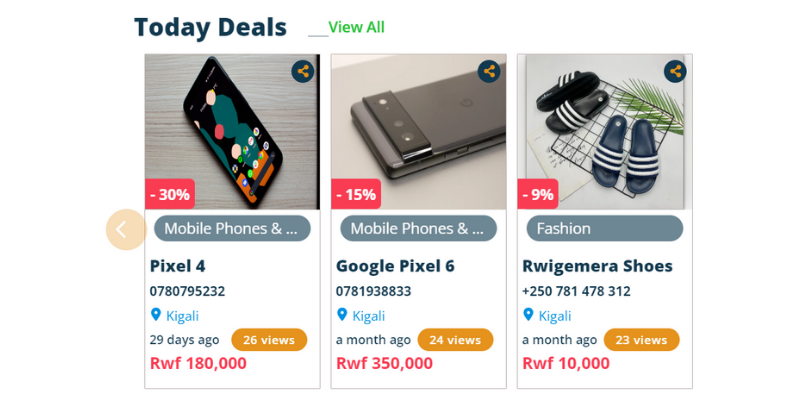 Today Deals __View All
- 30%
Mobile Phones & ...
Pixel 4
0780795232
Kigali
29 days ago 26 views
Rwf 180,000
- 15%
Mobile Phones & ...
Google Pixel 6
0781938833
Kigali
a month ago 24 views
Rwf 350,000
- 9%
Fashion
Rwigemera Shoes
+250 781 478 312
Kigali
a month ago 23 views
Rwf 10,000